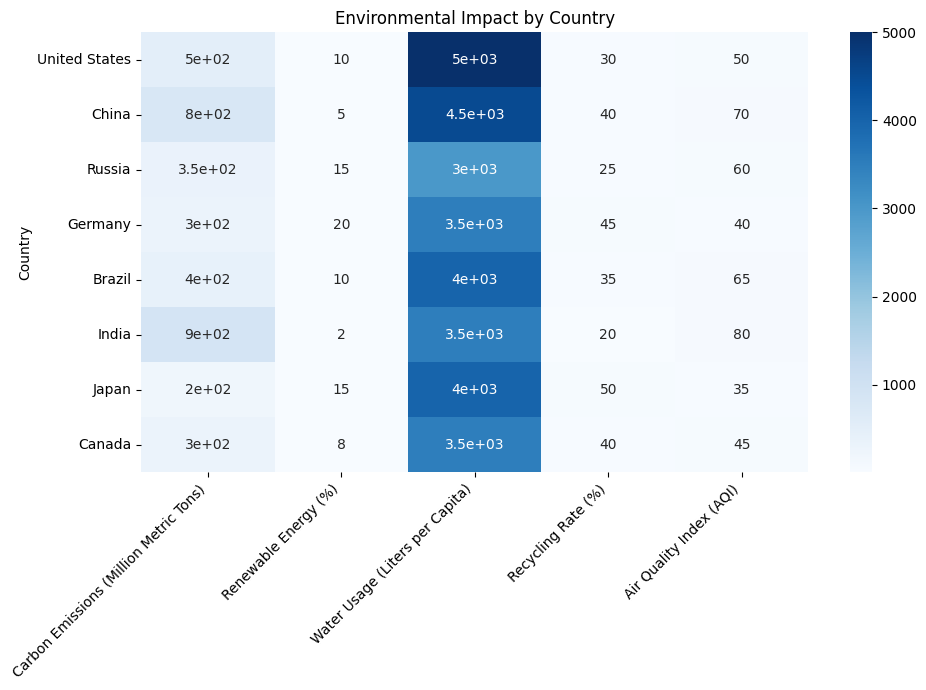 Environmental Impact by Country
Country
United States 5e+02 10 5e+03 30 50
China 8e+02 5 4.5e+03 40 70
Russia 3.5e+02 15 3e+03 25 60
Germany 3e+02 20 3.5e+03 45 40
Brazil 4e+02 10 4e+03 35 65
India 9e+02 2 3.5e+03 20 80
Japan 2e+02 15 4e+03 50 35
Canada 3e+02 8 3.5e+03 40 45
Carbon Emissions (Million Metric Tons)
Renewable Energy (%)
Water Usage (Liters per Capita)
Recycling Rate (%)
Air Quality Index (AQI)
5000
4000
3000
2000
1000